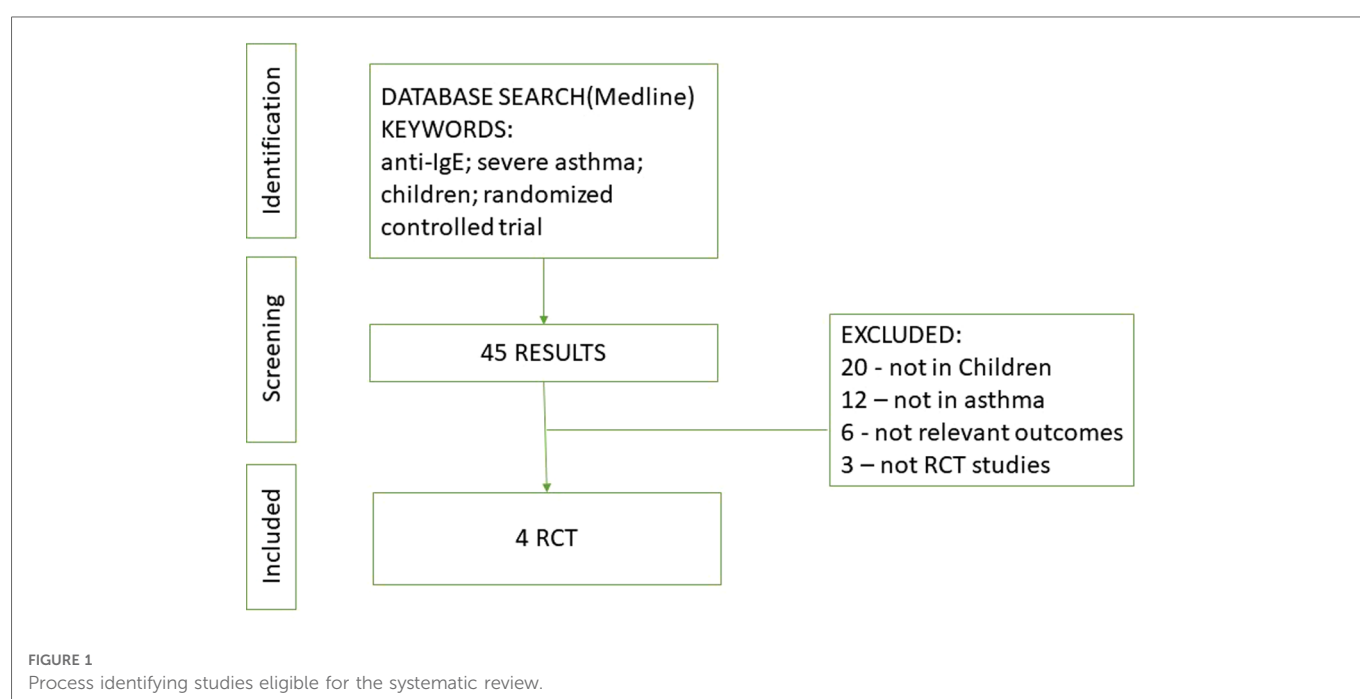 Identification
DATABASE SEARCH(Medline)
KEYWORDS:
anti-IgE; severe asthma;
children; randomized
controlled trial
Screening
45 RESULTS
EXCLUDED:
20 - not in Children
12 – not in asthma
6 - not relevant outcomes
3 – not RCT studies
Included
4 RCT
FIGURE 1
Process identifying studies eligible for the systematic review.